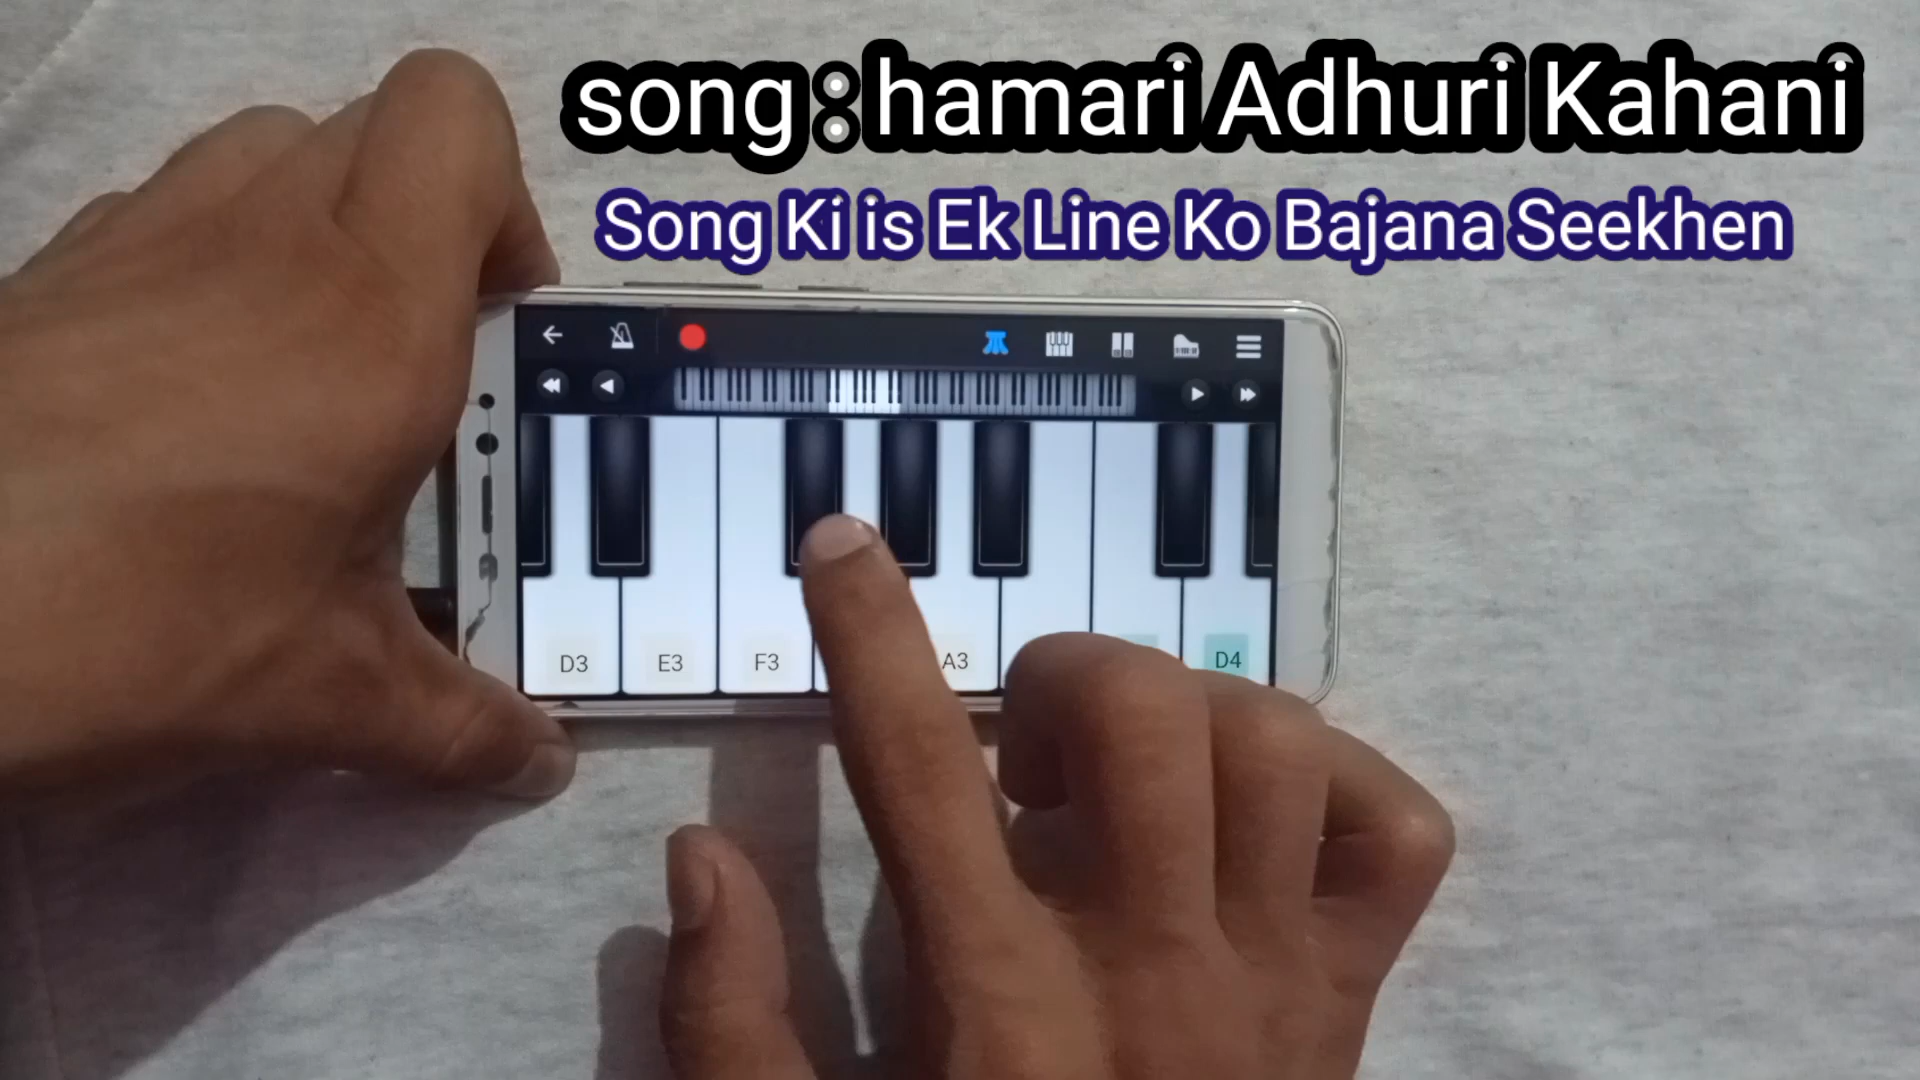 song : hamari Adhuri Kahani
Song Ki is Ek Line Ko Bajana Seekhen
D3 E3 F3 A3 D4